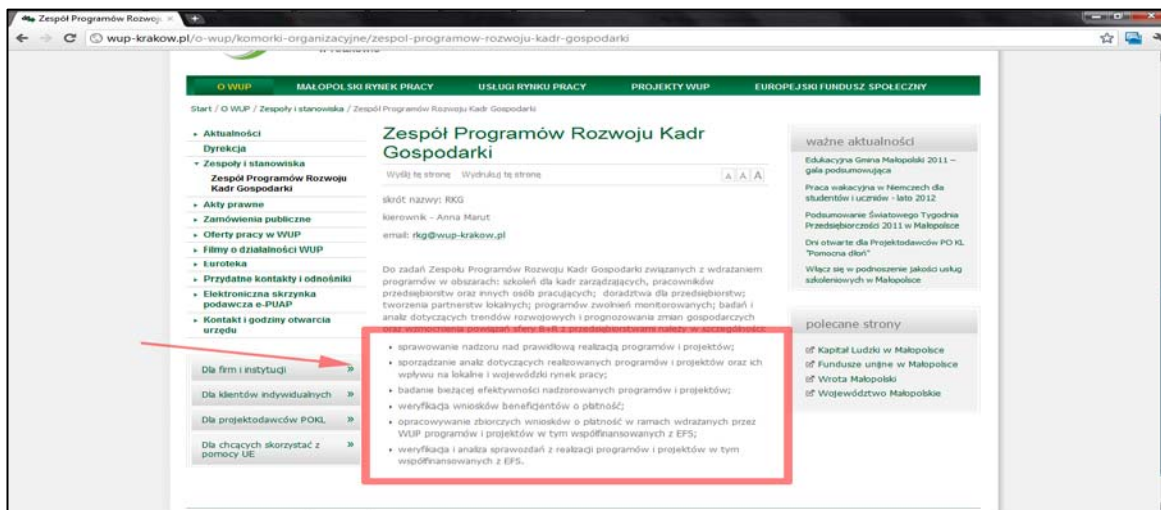 Zespół Programów Rozwoju
wup-krakow.pl/o-wup/komorki-organizacyjne/zespol-programow-rozwoju-kadr-gospodarki
O WUP
MAŁOPOLSKI RYNEK PRACY
USŁUGI RYNKU PRACY
PROJEKTY WUP
EUROPEJSKI FUNDUSZ SPOŁECZNY
Start / O WUP / Zespoły i stanowiska / Zespół Programów Rozwoju Kadr Gospodarki
Aktualności
Dyrekcja
Zespoły i stanowiska
Zespół Programów Rozwoju
Kadr Gospodarki
Akty prawne
Zamówienia publiczne
Oferty pracy w WUP
Filmy o działalności WUP
Euroteka
Przydatne kontakty i odnośniki
Elektroniczna skrzynka
podawcza e-PUAP
Kontakt i godziny otwarcia
urzędu
Dla firm i instytucji »
Dla klientów indywidualnych »
Dla projektodawców POKL »
Dla chcących skorzystać z »
pomocy UE
Zespół Programów Rozwoju Kadr
Gospodarki
Wyślij tę stronę Wydrukuj tę stronę
A A A
skrót nazwy: RKG
kierownik - Anna Marut
email: rkg@wup-krakow.pl
Do zadań Zespołu Programów Rozwoju Kadr Gospodarki związanych z wdrażaniem
programów w obszarach: szkoleń dla kadr zarządzających, pracowników
przedsiębiorstw oraz innych osób pracujących; doradztwa dla przedsiębiorstw;
tworzenia partnerstw lokalnych; programów zwolnień monitorowanych; badań i
analiz dotyczących trendów rozwojowych i prognozowania zmian gospodarczych
oraz wzmocnienia powiązań sfery B+R z przedsiębiorstwami należy w szczególności:
• sprawowanie nadzoru nad prawidłową realizacją programów i projektów;
• sporządzanie analiz dotyczących realizowanych programów i projektów oraz ich
wpływu na lokalne i wojewódzki rynek pracy;
• badanie bieżącej efektywności nadzorowanych programów i projektów;
• weryfikacja wniosków beneficjentów o płatność;
• opracowywanie zbiorczych wniosków o płatność w ramach wdrażanych przez
WUP programów i projektów w tym współfinansowanych z EFS;
• weryfikacja i analiza sprawozdań z realizacji programów i projektów w tym
współfinansowanych z EFS.
ważne aktualności
Edukacyjna Gmina Małopolski 2011 –
gala podsumowująca
Praca wakacyjna w Niemczech dla
studentów i uczniów - lato 2012
Podsumowanie Światowego Tygodnia
Przedsiębiorczości 2011 w Małopolsce
Dni otwarte dla Projektodawców PO KL
"Pomocna dłoń"
Włącz się w podnoszenie jakości usług
szkoleniowych w Małopolsce
polecane strony
Kapitał Ludzki w Małopolsce
Fundusze unijne w Małopolsce
Wrota Małopolski
Województwo Małopolskie